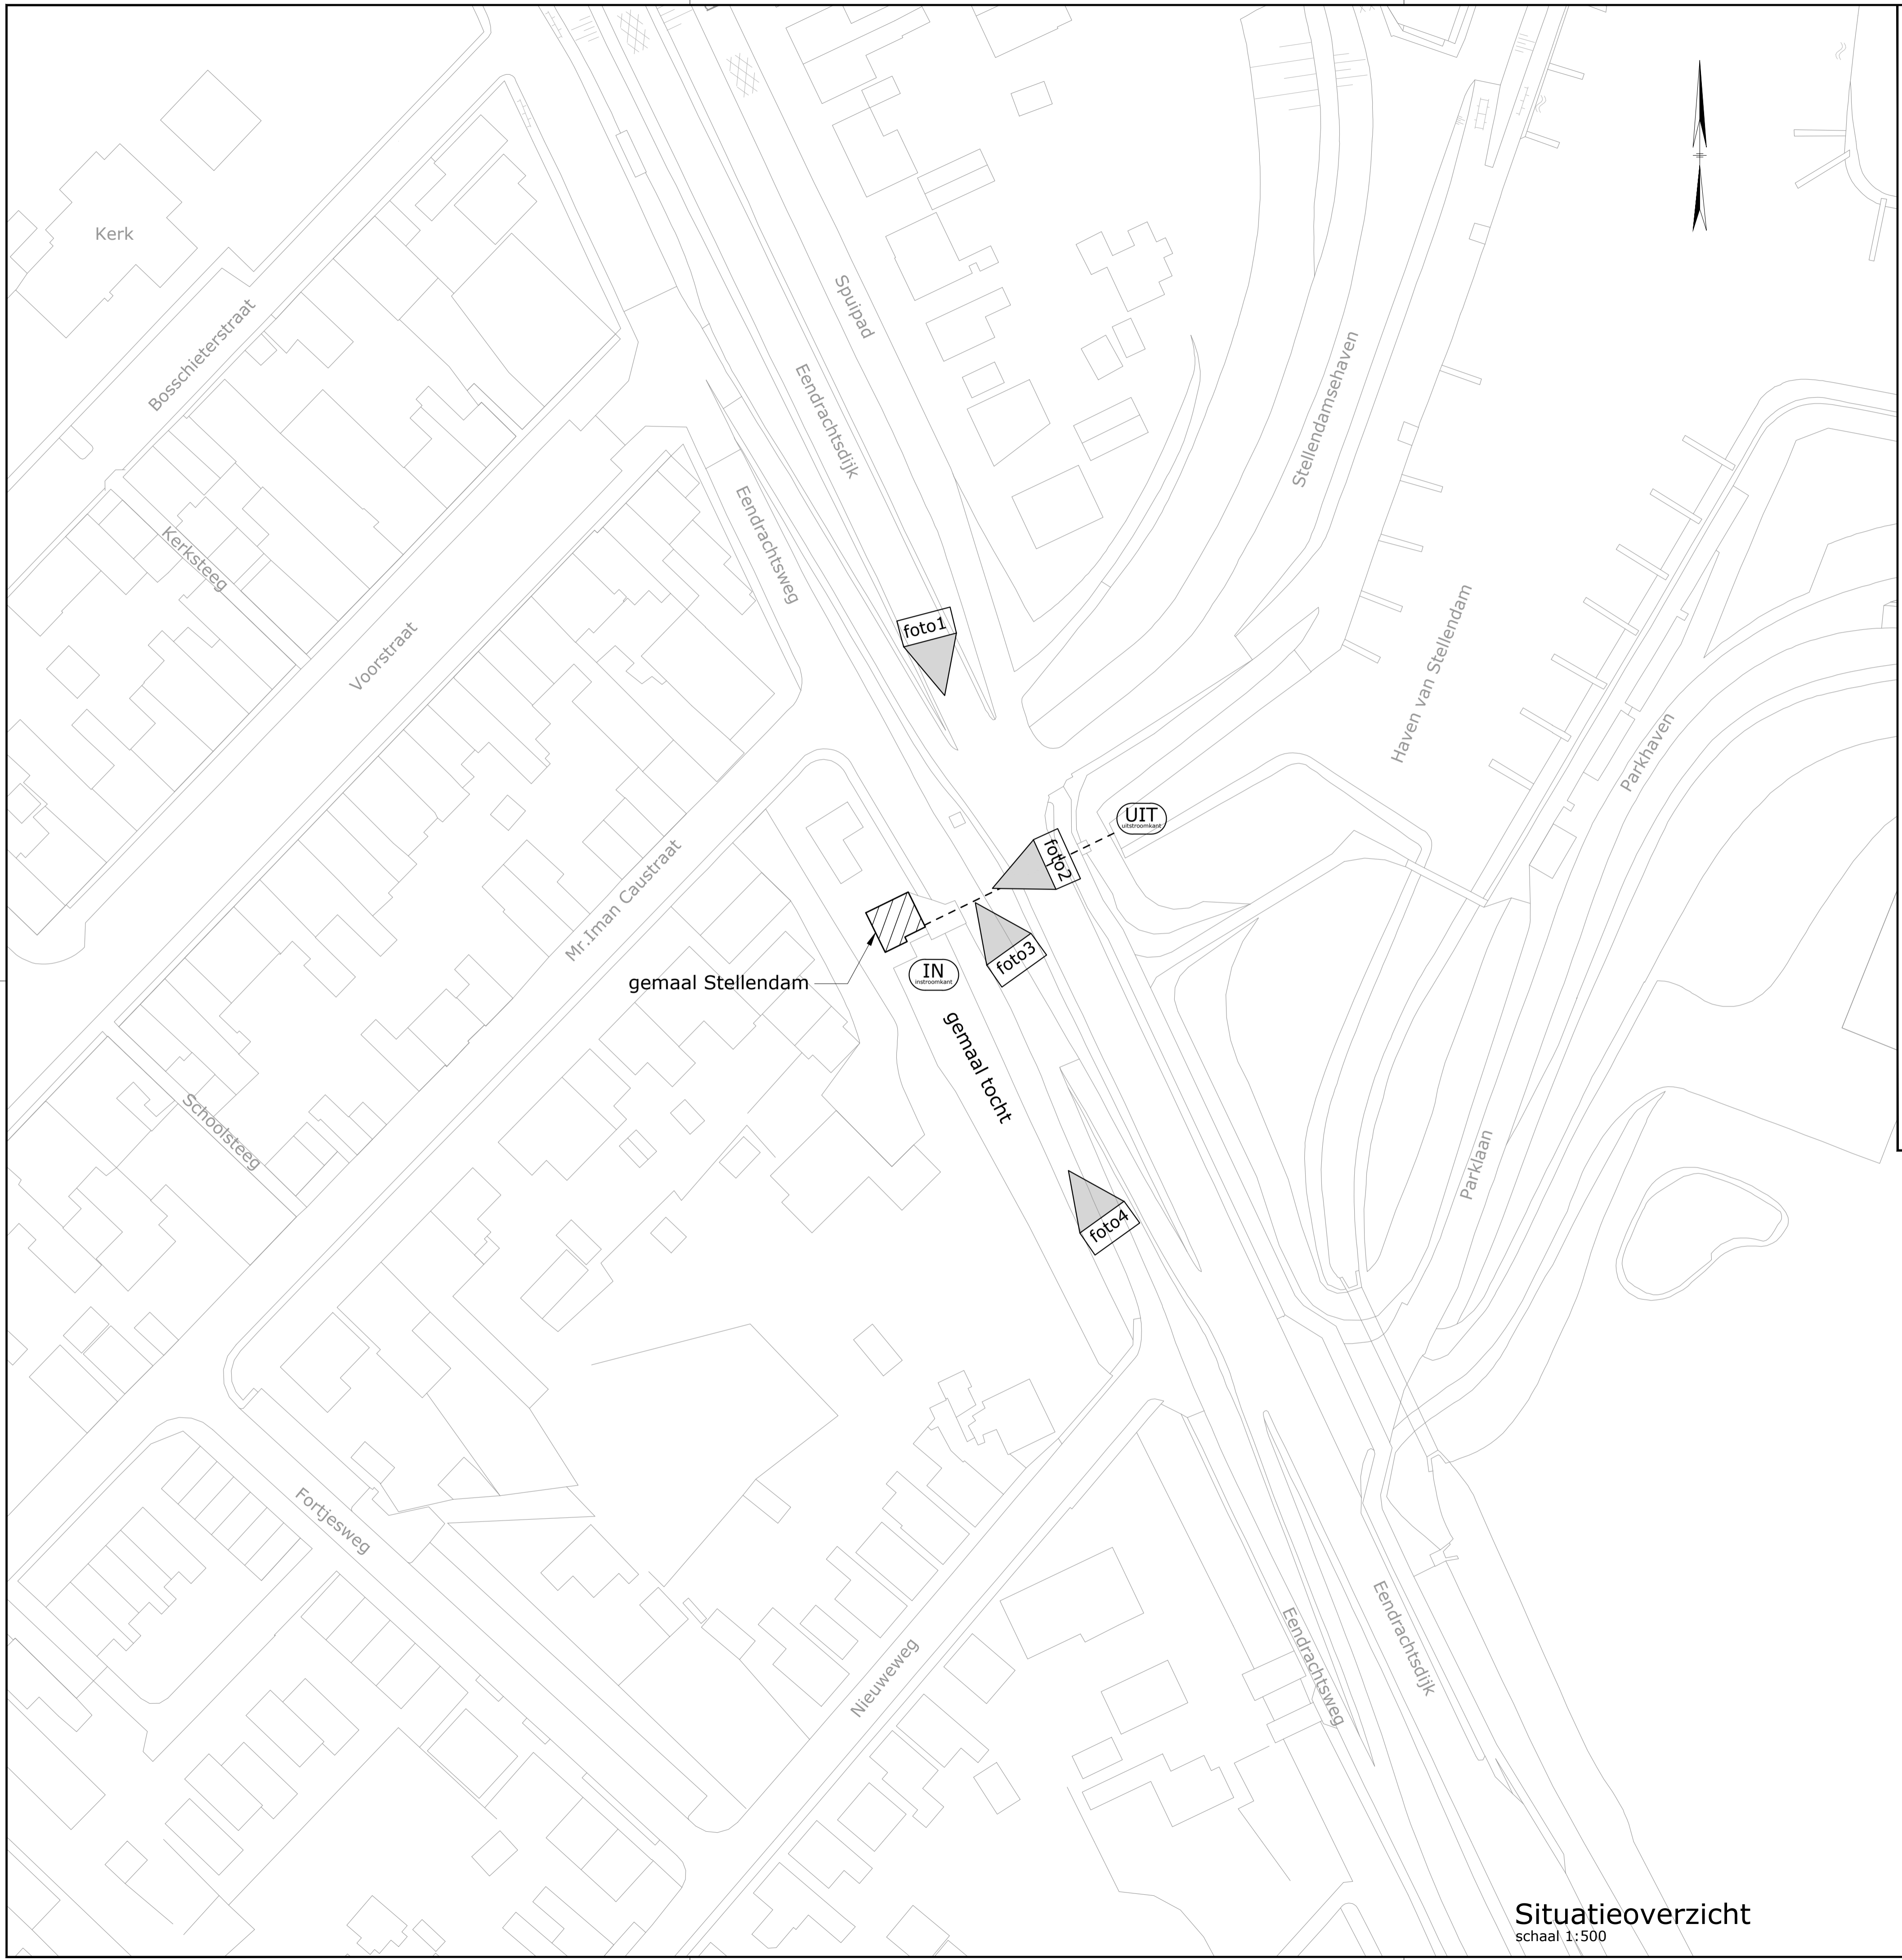 Kerk
Bosschieterstraat
Spuipad
Eendrachtsdijk
Stellendamsehaven
Eendrachtsweg
Kerksteeg
Voorstraat
foto1
Haven van Stellendam
Parkhaven
UIT
uitstroomkant
foto2
Mr.Iman Caustraat
foto3
IN
instroomkant
gemaal Stellendam
gemaal tocht
Schoolsteeg
Parklaan
foto4
Fortjesweg
Nieuweweg
Eendrachtsweg
Eendrachtsdijk
Situatieoverzicht
schaal 1:500